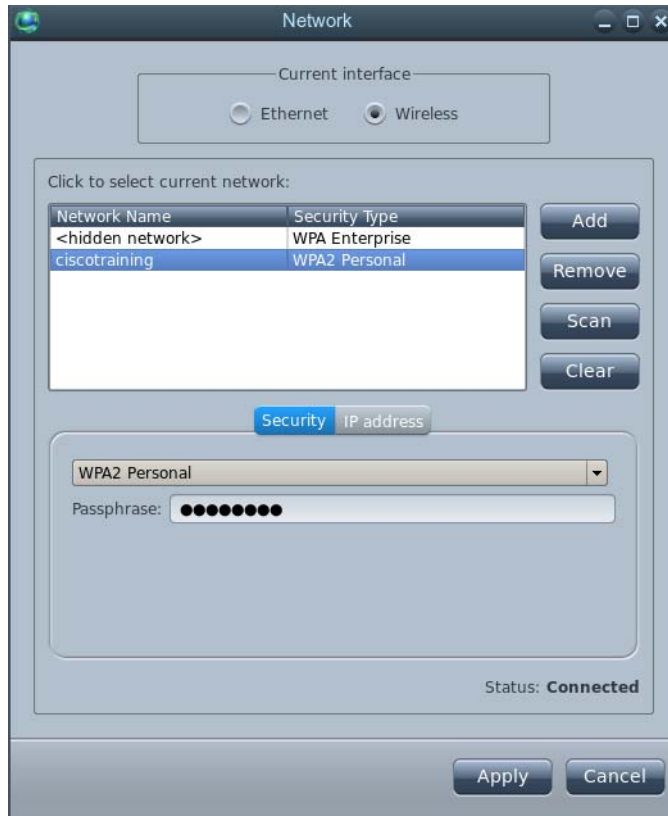 Network
Current interface
Ethernet Wireless
Click to select current network:
Network Name Security Type
<hidden network> WPA Enterprise
ciscotraining WPA2 Personal
Add
Remove
Scan
Clear
Security IP address
WPA2 Personal
Passphrase: ●●●●●●●●
Status: Connected
Apply Cancel